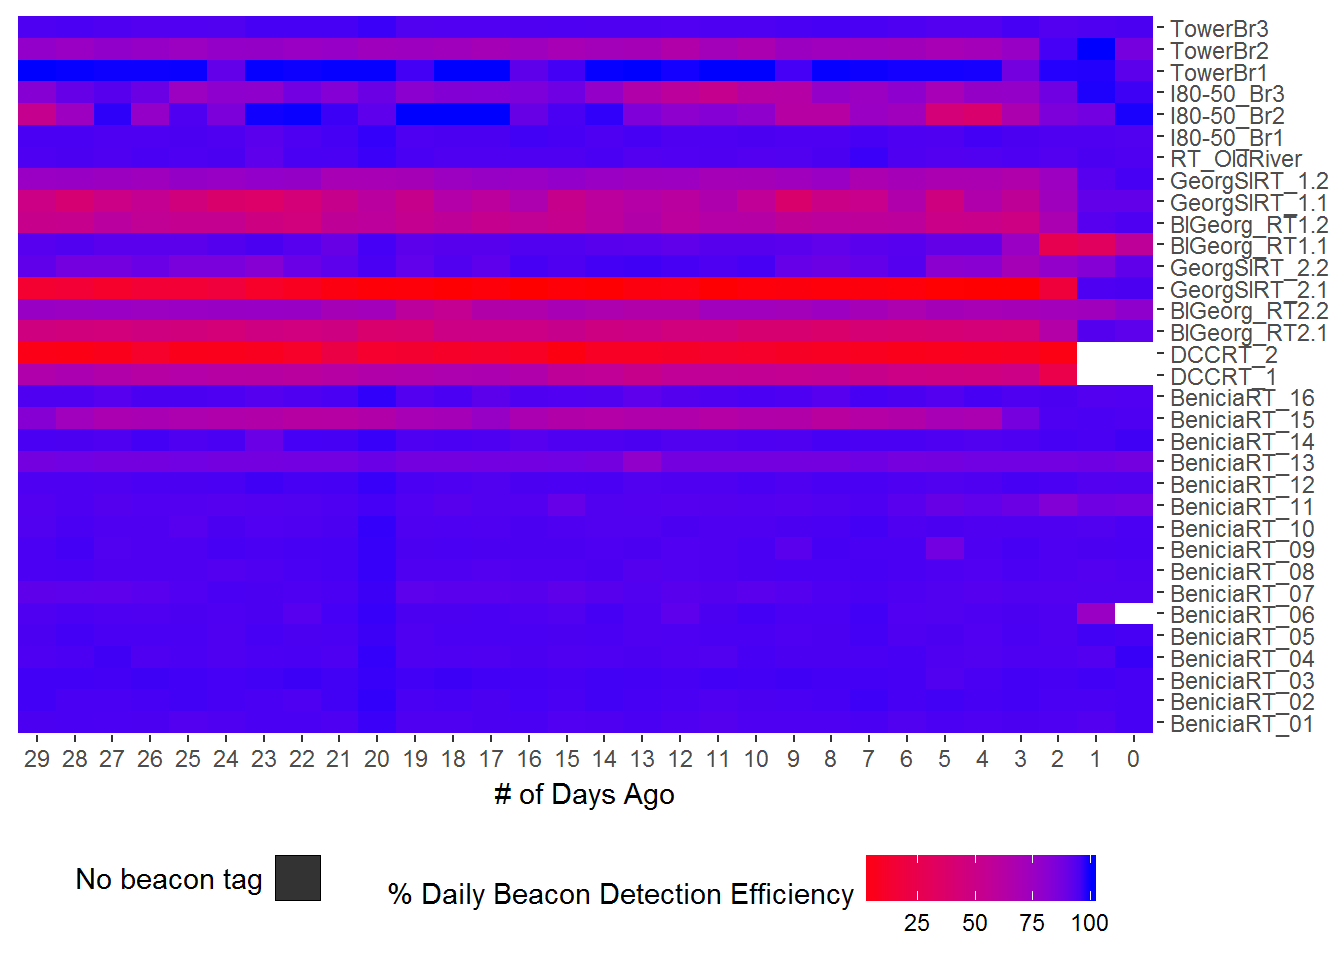 TowerBr3
TowerBr2
TowerBr1
I80-50_Br3
I80-50_Br2
I80-50_Br1
RT_OldRiver
GeorgSlRT_1.2
GeorgSlRT_1.1
BlGeorg_RT1.2
BlGeorg_RT1.1
GeorgSlRT_2.2
GeorgSlRT_2.1
BlGeorg_RT2.2
BlGeorg_RT2.1
DCCRT_2
DCCRT_1
BeniciaRT_16
BeniciaRT_15
BeniciaRT_14
BeniciaRT_13
BeniciaRT_12
BeniciaRT_11
BeniciaRT_10
BeniciaRT_09
BeniciaRT_08
BeniciaRT_07
BeniciaRT_06
BeniciaRT_05
BeniciaRT_04
BeniciaRT_03
BeniciaRT_02
BeniciaRT_01
29 28 27 26 25 24 23 22 21 20 19 18 17 16 15 14 13 12 11 10 9 8 7 6 5 4 3 2 1 0
# of Days Ago
No beacon tag
% Daily Beacon Detection Efficiency
25 50 75 100